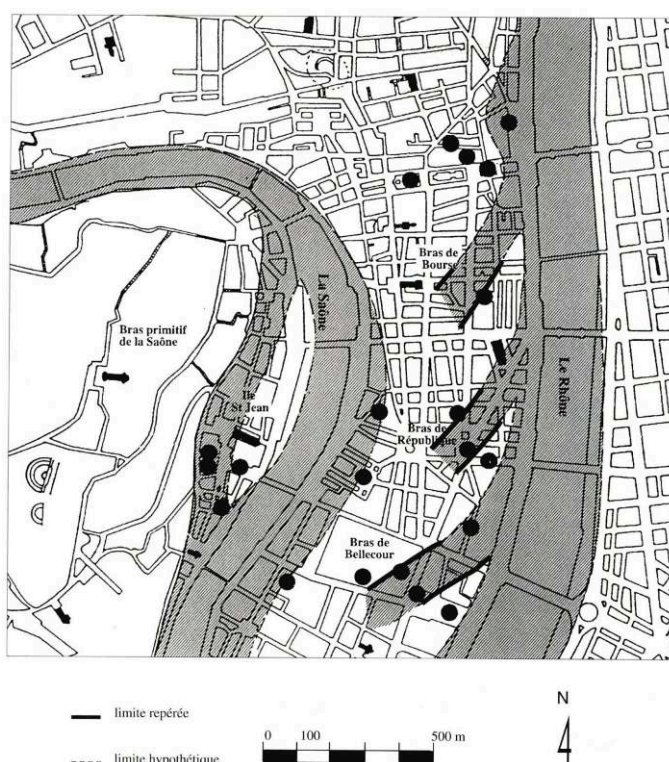 Bras de
Bourse
La Saône
Bras primitif
de la Saône
Le Rhône
Ile
St Jean
Bras de
République
Bras de
Bellecour
limite repérée
N
0 100 500 m
limite hypothétique